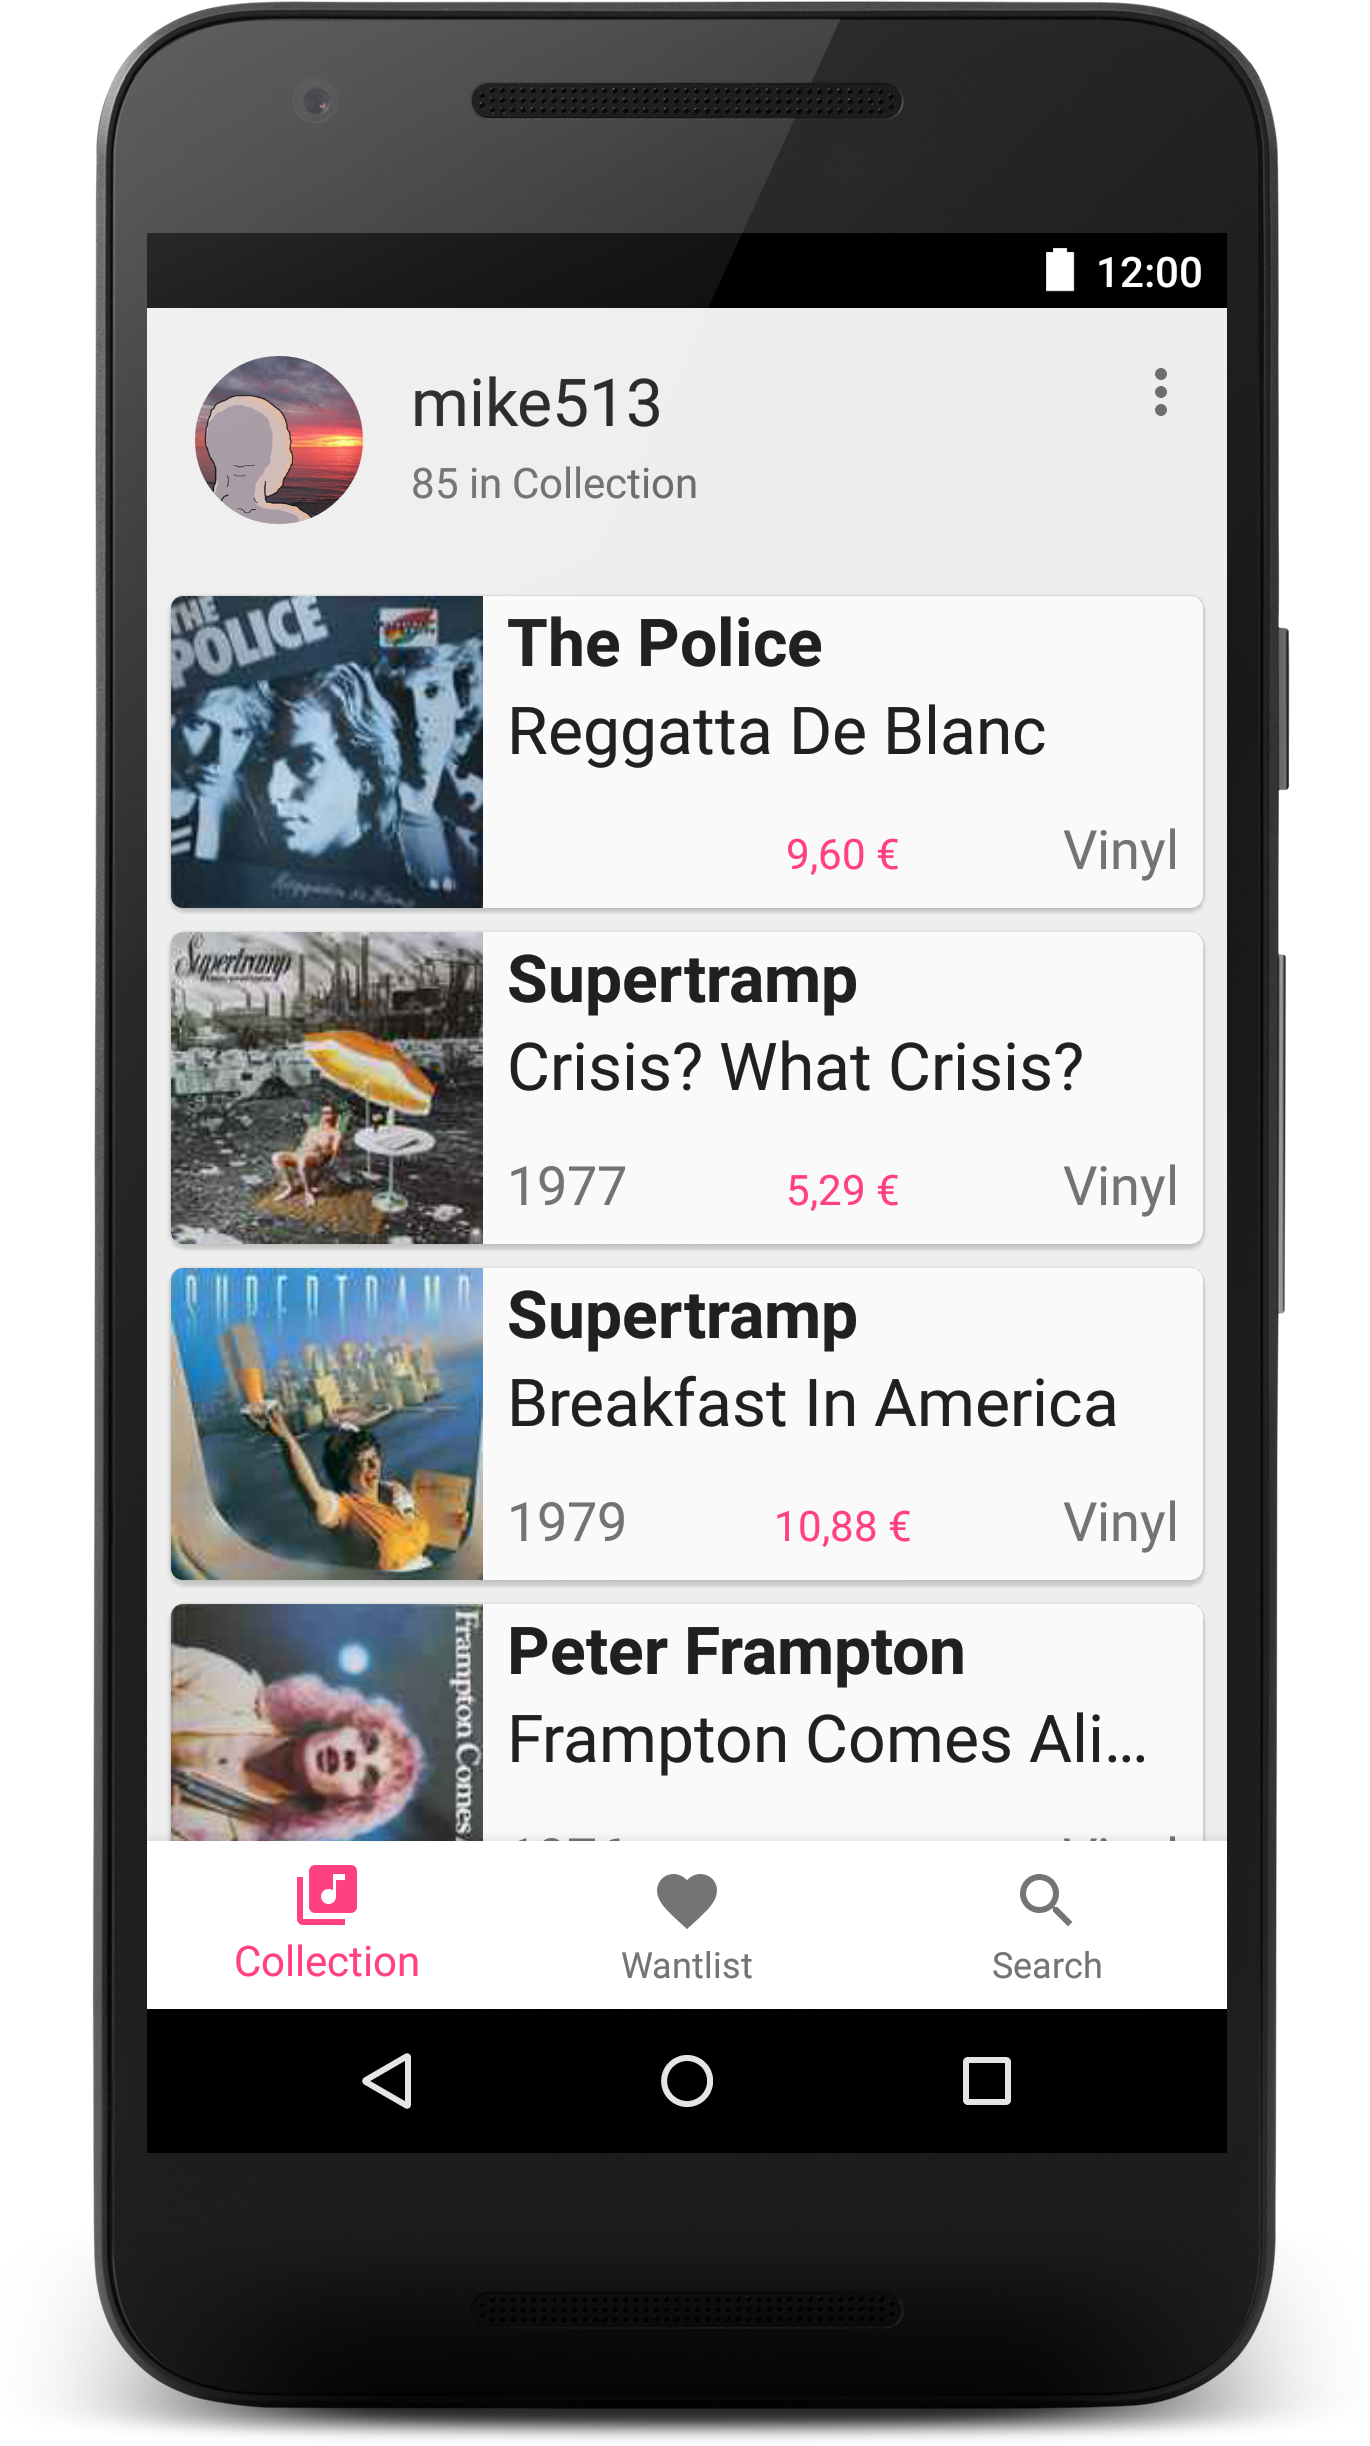 12:00
mike513
85 in Collection
THE
POLICE
The Police
Reggatta De Blanc
9,60 €
Vinyl
Supertramp
Supertramp
Crisis? What Crisis?
1977
5,29 €
Vinyl
SUPERTRAMP
Supertramp
Breakfast In America
1979
10,88 €
Vinyl
Frampton Comes
Peter Frampton
Frampton Comes Ali...
Collection
Wantlist
Search